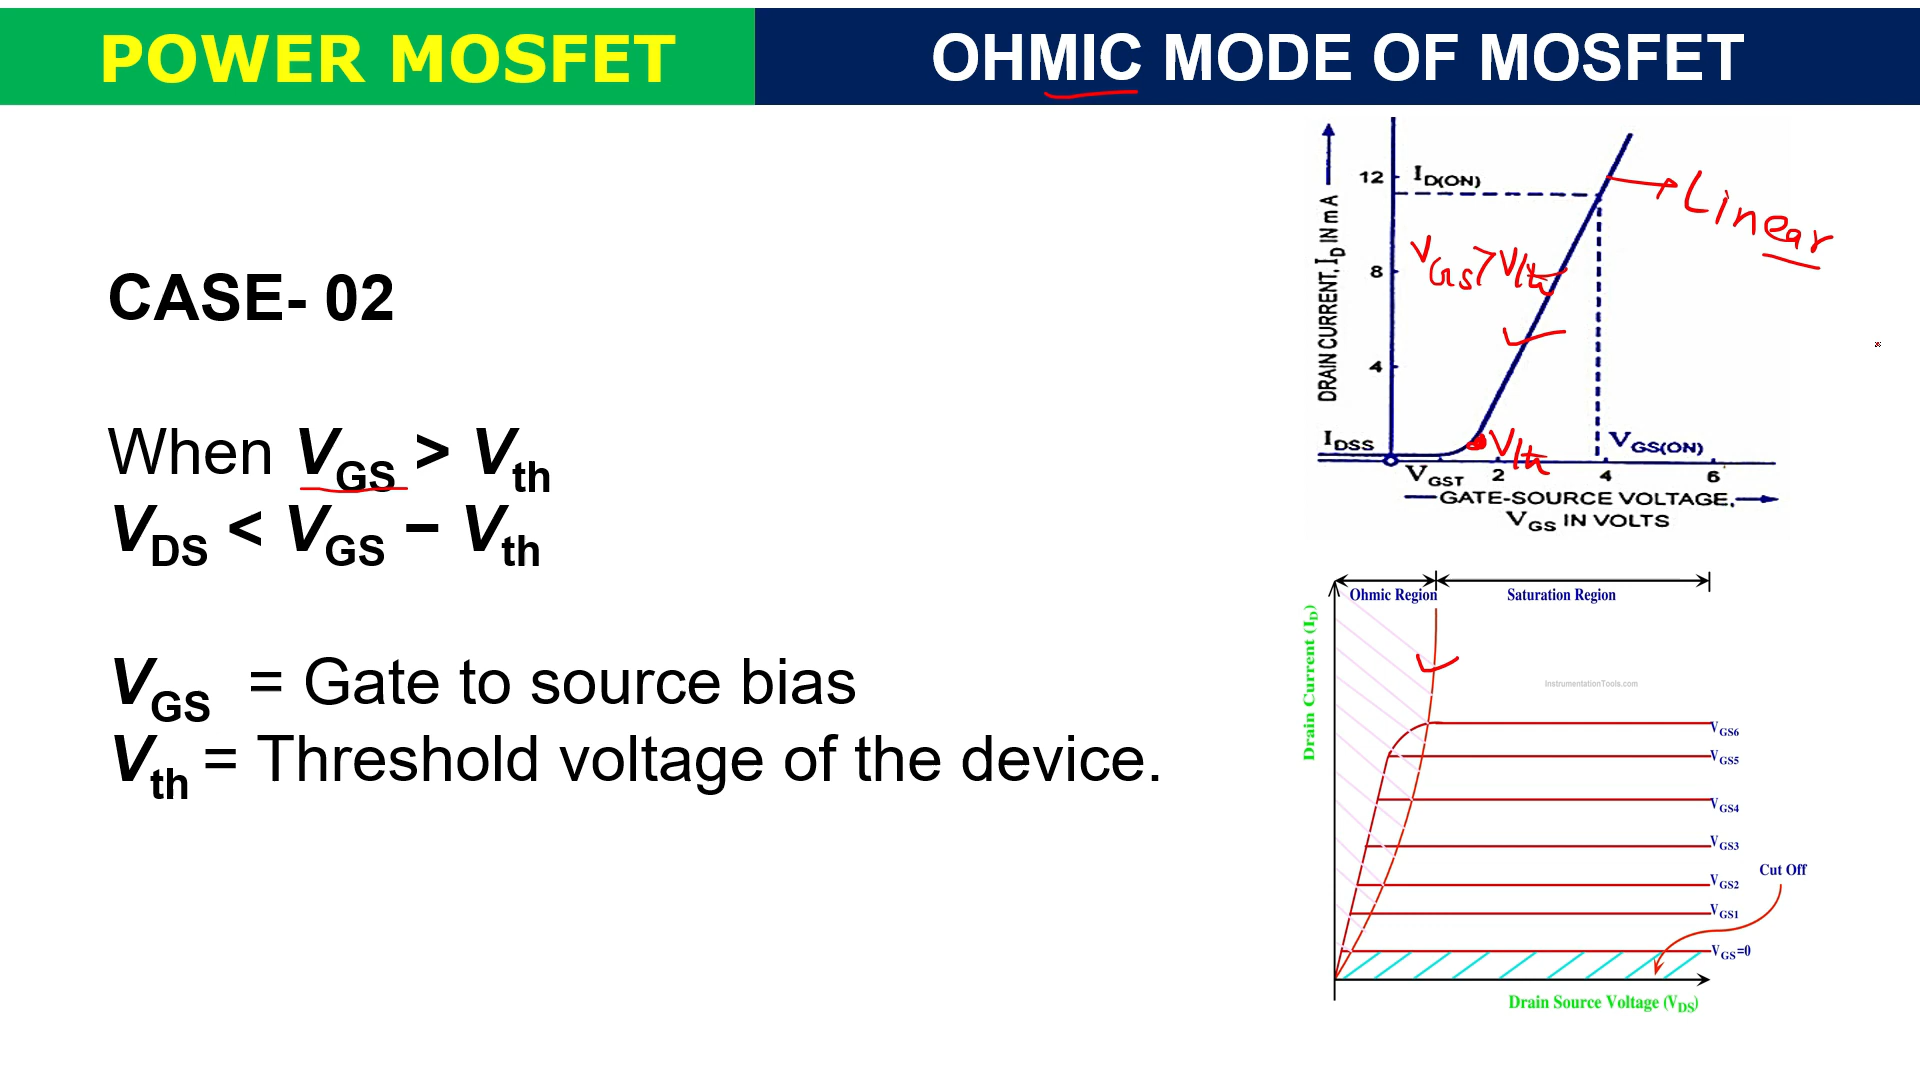 POWER MOSFET
OHMIC MODE OF MOSFET
CASE- 02
When VGS > Vth
VDS < VGS − Vth
VGS = Gate to source bias
Vth = Threshold voltage of the device.
DRAIN CURRENT, ID IN mA
12
8
4
ID(ON)
Linear
VGS > Vth
IDSS
Vth
VGS(ON)
VGST
2
4
6
GATE-SOURCE VOLTAGE,
VGS IN VOLTS
Ohmic Region
Saturation Region
Drain Current (ID)
InstrumentationTools.com
VGS6
VGS5
VGS4
VGS3
VGS2
Cut Off
VGS1
VGS=0
Drain Source Voltage (VDS)